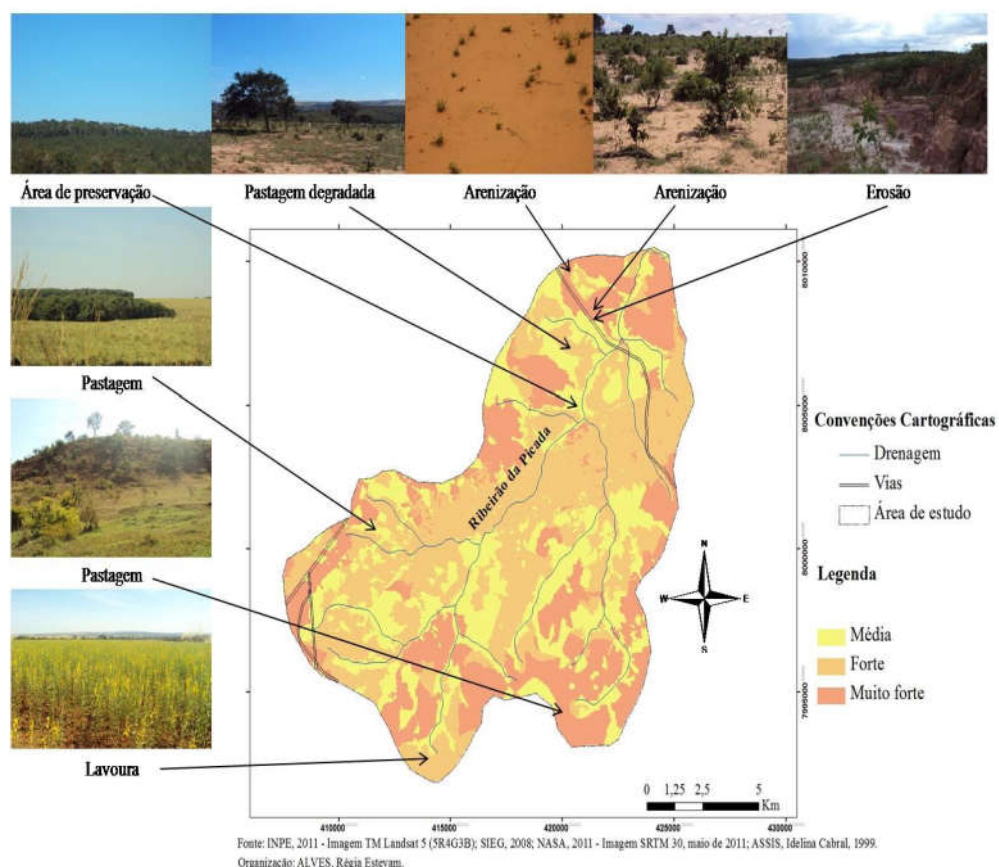 Área de preservação
Pastagem degradada
Arenização
Arenização
Erosão
Pastagem
Pastagem
Lavoura
8010000
8005000
8000000
7995000
Ribeirão da Picada
Convenções Cartográficas
Drenagem
Vias
Área de estudo
N
W
E
S
Legenda
Média
Forte
Muito forte
0 1,25 2,5 5
Km
410000 415000 420000 425000 430000
Fonte: INPE, 2011 - Imagem TM Landsat 5 (5R4G3B); SIEG, 2008; NASA, 2011 - Imagem SRTM 30, maio de 2011; ASSIS, Idelina Cabral, 1999.
Organização: ALVES, Régia Estevam.